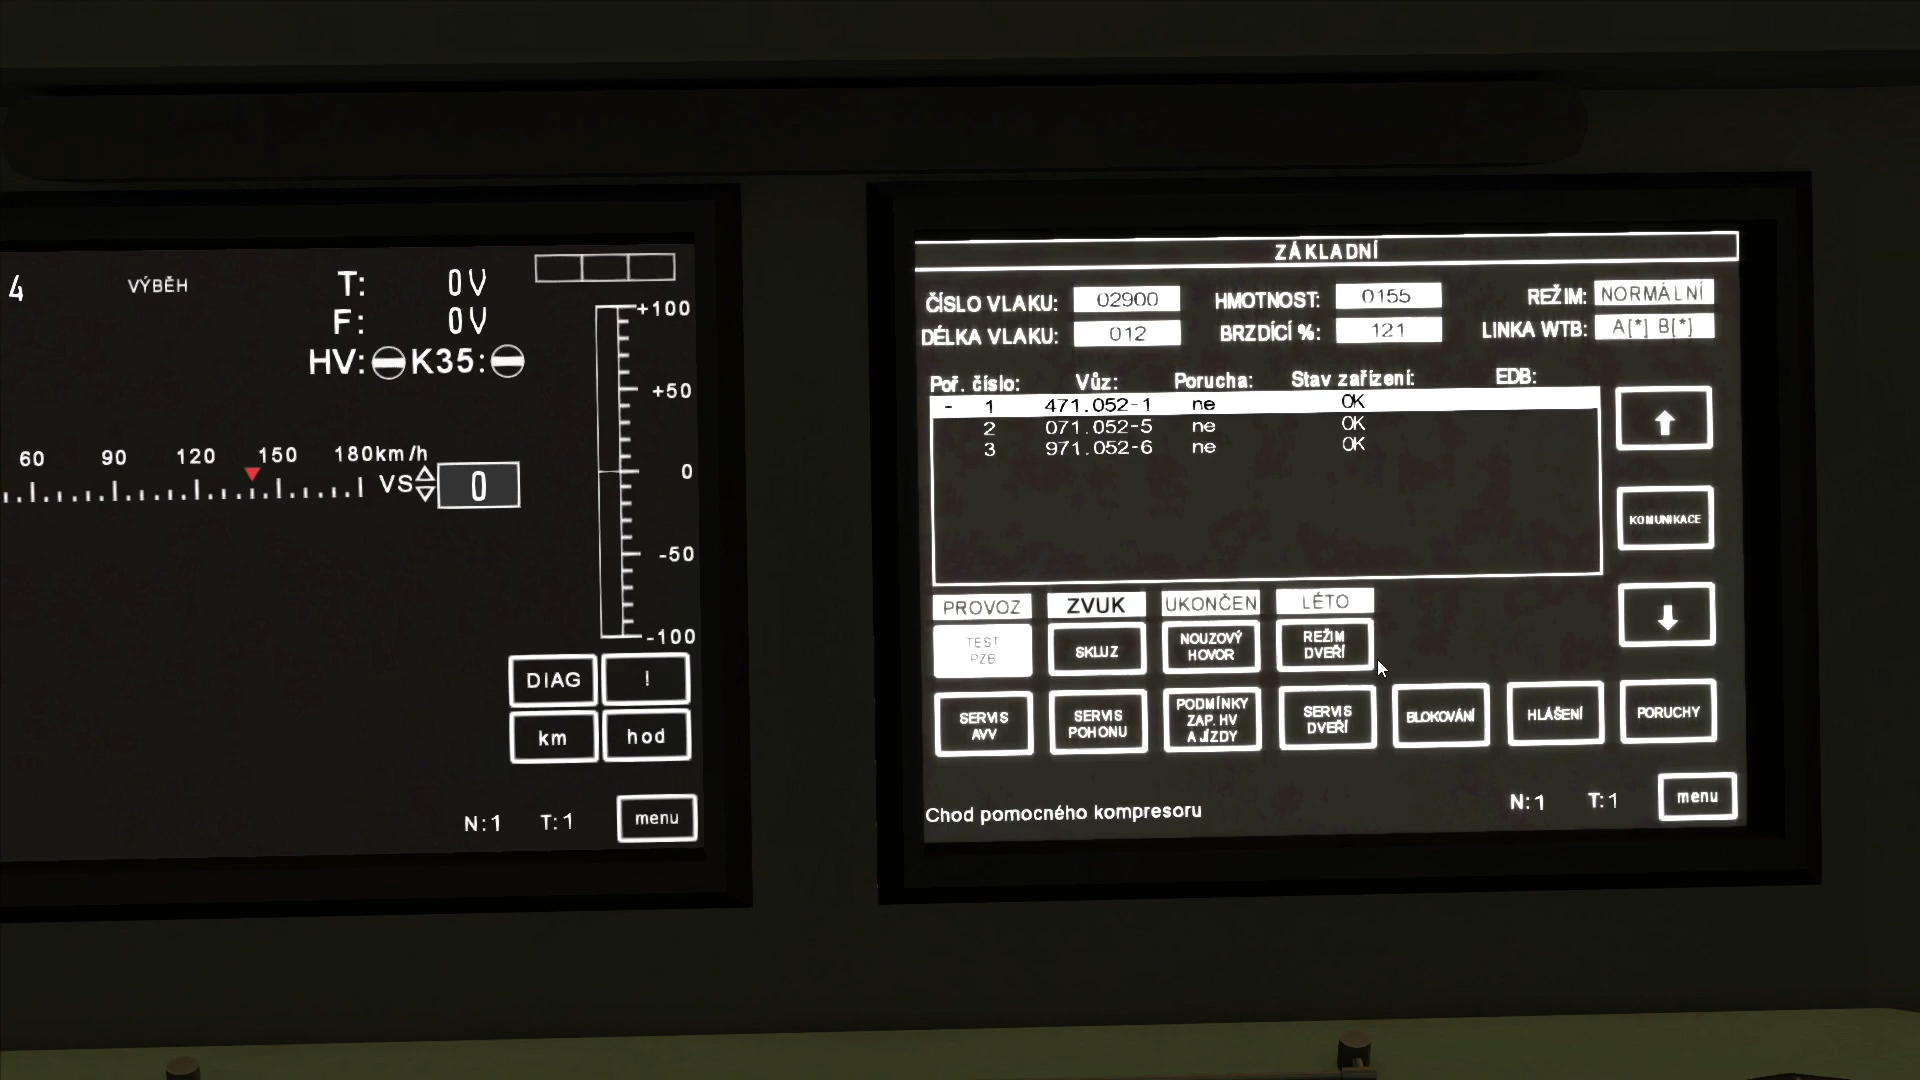 4 VÝBĚH T: 0V
F: 0V
HV: K35:
60 90 120 150 180km/h
VS 0
+100
+50
0
-50
-100
DIAG !
km hod
N:1 T:1 menu
ZÁKLADNÍ
ČÍSLO VLAKU: 02900 HMOTNOST: 0155 REŽIM: NORMÁLNÍ
DÉLKA VLAKU: 012 BRZDÍCÍ %: 121 LINKA WTB: A[*] B[*]
Poř. číslo: Vůz: Porucha: Stav zařízení: EDB:
- 1 471.052-1 ne OK
2 071.052-5 ne OK
3 971.052-6 ne OK
KOMUNIKACE
PROVOZ ZVUK UKONČEN LÉTO
TEST
PZB
SKLUZ
NOUZOVÝ
HOVOR
REŽIM
DVEŘÍ
SERVIS
AVV
SERVIS
POHONU
PODMÍNKY
ZAP. HV
A JÍZDY
SERVIS
DVEŘÍ
BLOKOVÁNÍ
HLÁŠENÍ
PORUCHY
Chod pomocného kompresoru
N:1 T:1 menu